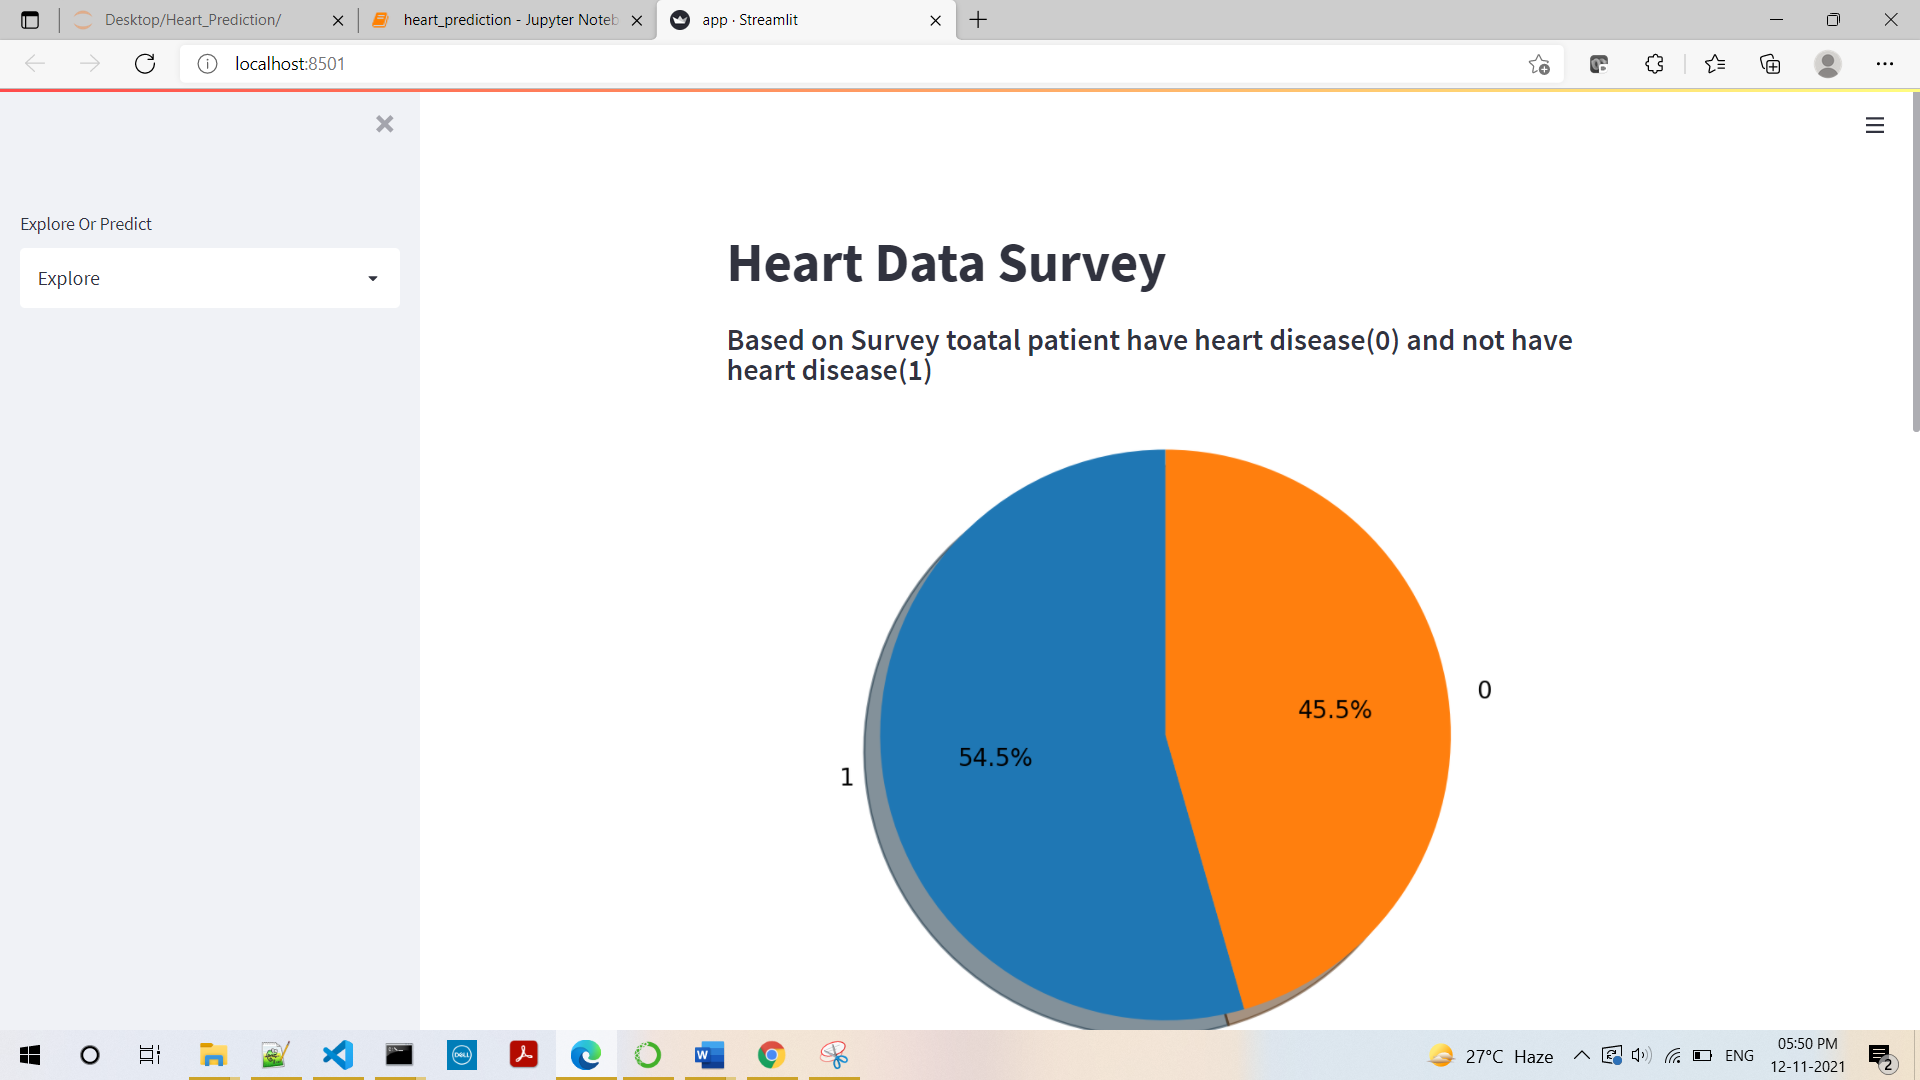 Desktop/Heart_Prediction/
heart_prediction - Jupyter Noteb
app · Streamlit
localhost:8501
Explore Or Predict
Explore
Heart Data Survey
Based on Survey toatal patient have heart disease(0) and not have
heart disease(1)
45.5%
0
54.5%
1
DELL
W
27°C Haze
ENG
05:50 PM
12-11-2021
2